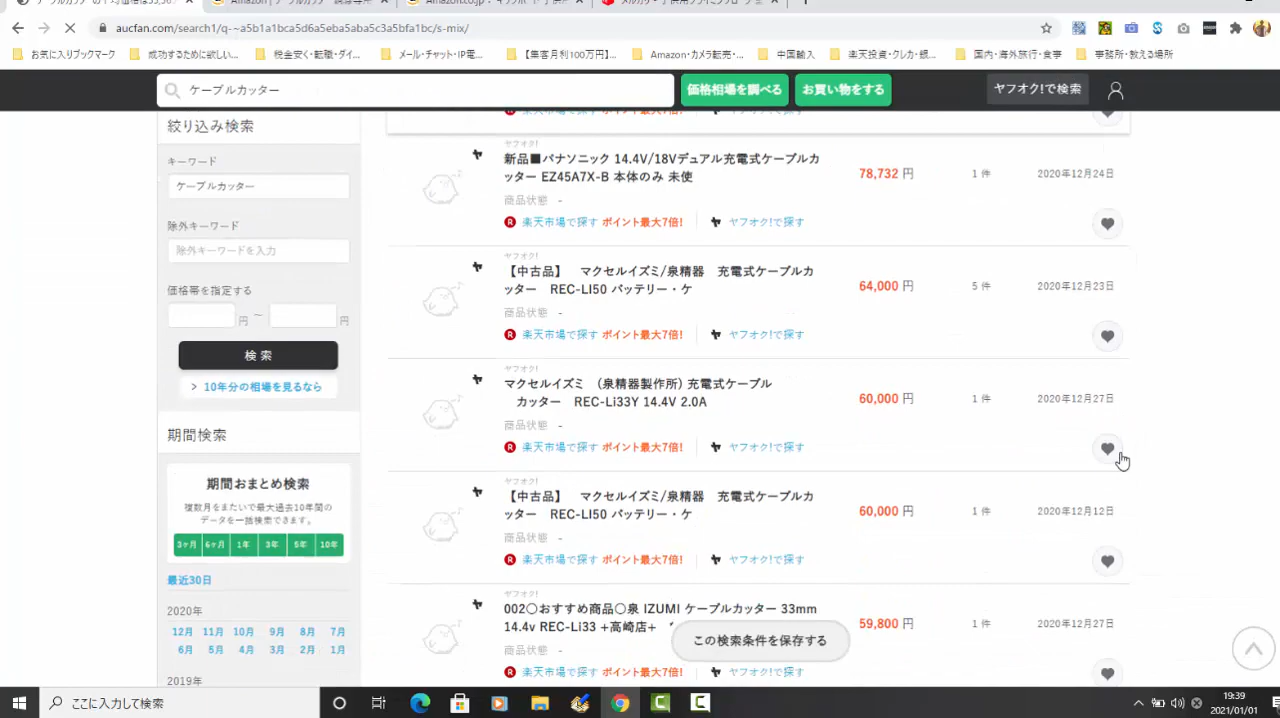 aucfan.com/search1/q-~a5b1a1bca5d6a5eba5aba5c3a5bfa1bc/s-mix/
お気に入りブックマーク
成功するために欲しい...
税金安く・転職・ダイ...
メール・チャット・IP電...
【集客月利100万円】...
Amazon・カメラ転売・...
中国輸入
楽天投資・クレカ・銀...
国内・海外旅行・食事
事務所・教える場所
ケーブルカッター
価格相場を調べる
お買い物をする
ヤフオク!で検索
絞り込み検索
キーワード
ケーブルカッター
除外キーワード
除外キーワードを入力
価格帯を指定する
円 ~ 円
検索
> 10年分の相場を見るなら
期間検索
期間おまとめ検索
複数月をまたいで最大過去10年間の
データを一括検索できます。
3ヶ月 6ヶ月 1年 3年 5年 10年
最近30日
2020年
12月 11月 10月 9月 8月 7月
6月 5月 4月 3月 2月 1月
2019年
楽天市場で探す ポイント最大7倍! ヤフオク!で探す
ヤフオク!
新品■パナソニック 14.4V/18Vデュアル充電式ケーブルカ
ッター EZ45A7X-B 本体のみ 未使
78,732 円 1 件 2020年12月24日
商品状態 -
楽天市場で探す ポイント最大7倍! ヤフオク!で探す
ヤフオク!
【中古品】 マクセルイズミ/泉精器 充電式ケーブルカ
ッター REC-LI50 バッテリー・ケ
64,000 円 5 件 2020年12月23日
商品状態 -
楽天市場で探す ポイント最大7倍! ヤフオク!で探す
ヤフオク!
マクセルイズミ (泉精器製作所) 充電式ケーブル
カッター REC-Li33Y 14.4V 2.0A
60,000 円 1 件 2020年12月27日
商品状態 -
楽天市場で探す ポイント最大7倍! ヤフオク!で探す
ヤフオク!
【中古品】 マクセルイズミ/泉精器 充電式ケーブルカ
ッター REC-LI50 バッテリー・ケ
60,000 円 1 件 2020年12月12日
商品状態 -
楽天市場で探す ポイント最大7倍! ヤフオク!で探す
ヤフオク!
002○おすすめ商品○泉 IZUMI ケーブルカッター 33mm
14.4v REC-Li33 +高崎店+
59,800 円 1 件 2020年12月27日
商品状態 -
楽天市場で探す ポイント最大7倍! ヤフオク!で探す
この検索条件を保存する
ここに入力して検索
19:39
2021/01/01